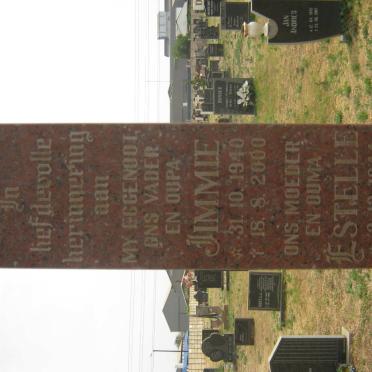 In
liefdevolle
herinnering
aan
MY EGGENOOT,
ONS VADER
EN OUPA
JIMMIE
* 31. 10. 1940
† 18. 8. 2000
ONS MOEDER
EN OUMA
ESTELLE
JAN
ANDRIES